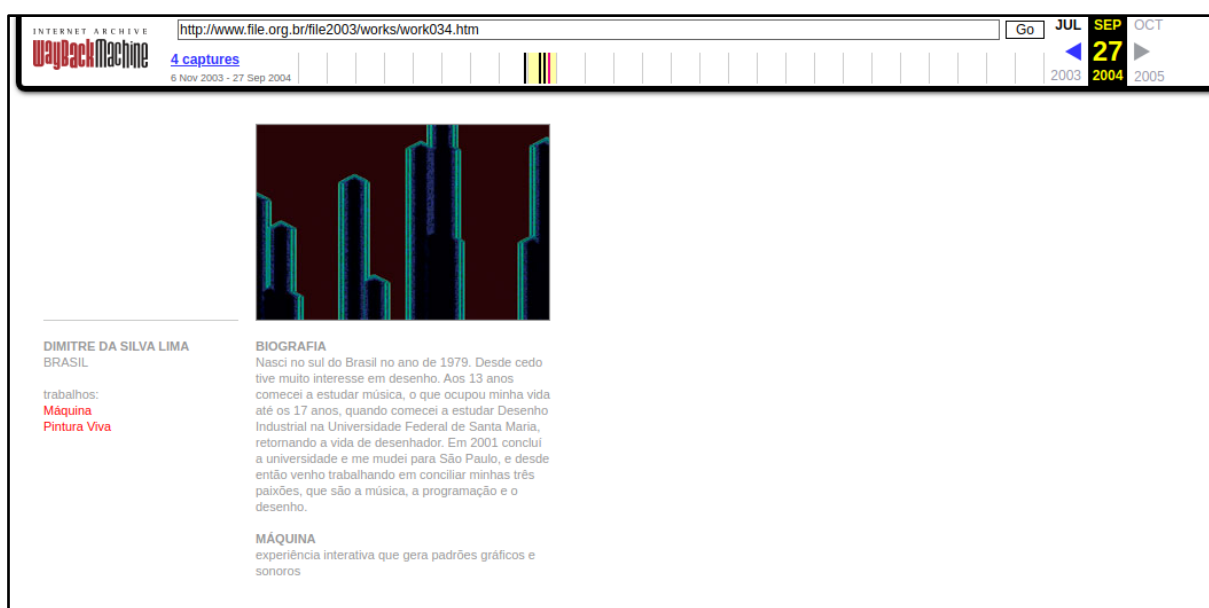 INTERNET ARCHIVE
WayBackMachine
http://www.file.org.br/file2003/works/work034.htm
Go
JUL SEP OCT
4 captures
27
6 Nov 2003 - 27 Sep 2004
2003 2004 2005
DIMITRE DA SILVA LIMA
BRASIL
trabalhos:
Máquina
Pintura Viva
BIOGRAFIA
Nasci no sul do Brasil no ano de 1979. Desde cedo
tive muito interesse em desenho. Aos 13 anos
comecei a estudar música, o que ocupou minha vida
até os 17 anos, quando comecei a estudar Desenho
Industrial na Universidade Federal de Santa Maria,
retornando a vida de desenhador. Em 2001 concluí
a universidade e me mudei para São Paulo, e desde
então venho trabalhando em conciliar minhas três
paixões, que são a música, a programação e o
desenho.
MÁQUINA
experiência interativa que gera padrões gráficos e
sonoros